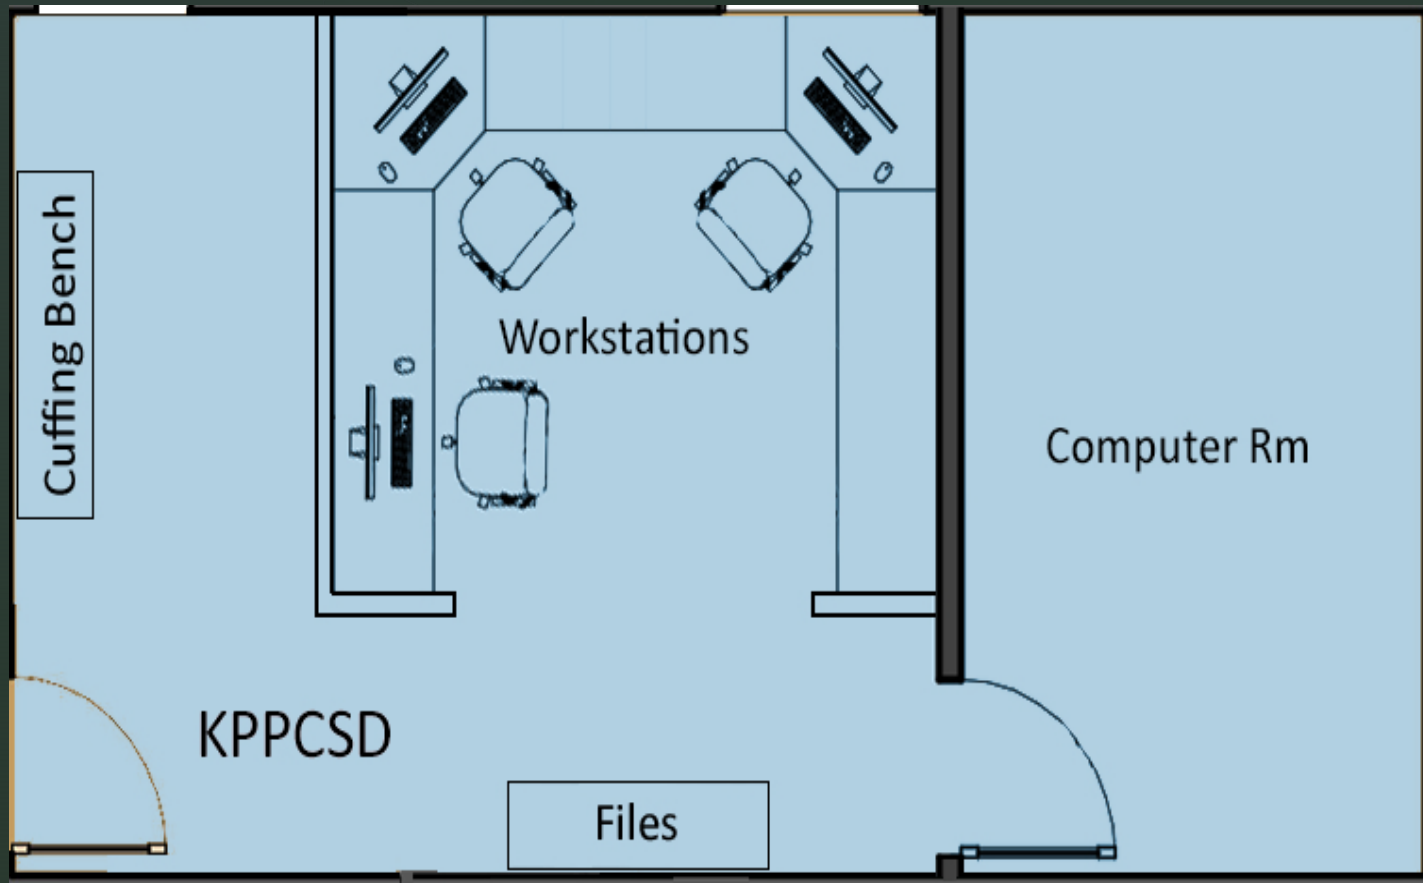 Cuffing Bench
Workstations
Computer Rm
KPPCSD
Files